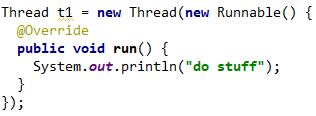 Thread t1 = new Thread(new Runnable() {
  @Override
  public void run() {
    System.out.println("do stuff");
  }
});